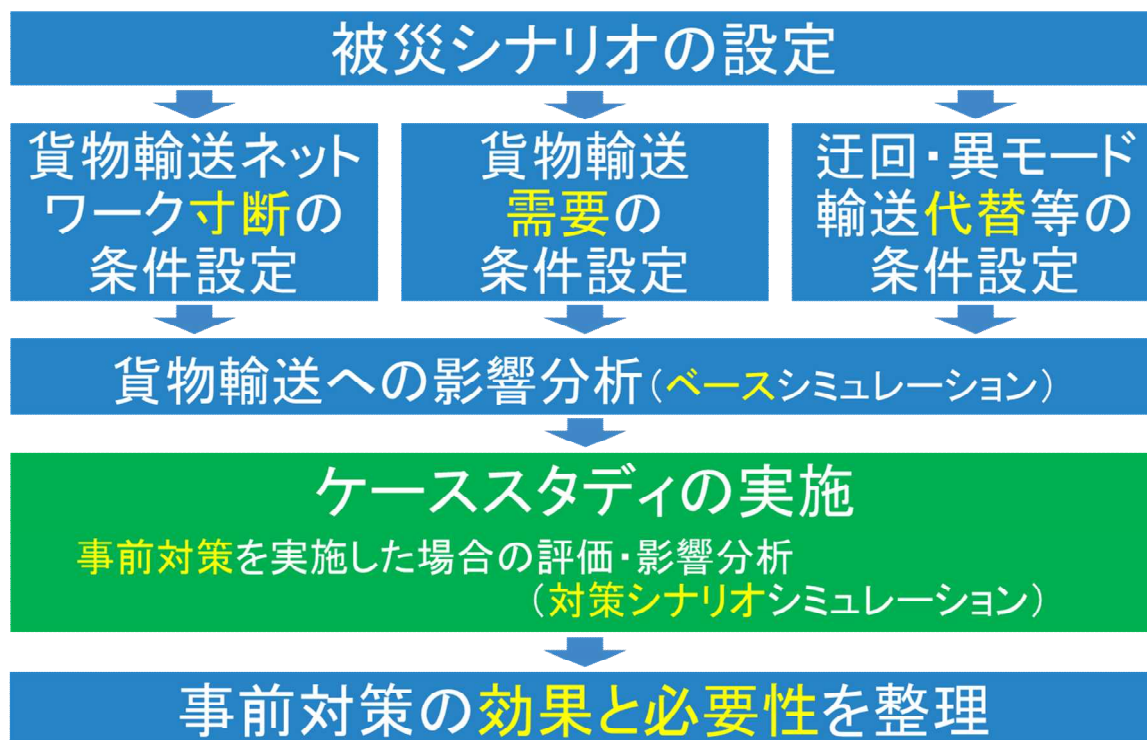 被災シナリオの設定
貨物輸送ネット
ワーク寸断の
条件設定
貨物輸送
需要の
条件設定
迂回・異モード
輸送代替等の
条件設定
貨物輸送への影響分析（ベースシミュレーション）
ケーススタディの実施
事前対策を実施した場合の評価・影響分析
（対策シナリオシミュレーション）
事前対策の効果と必要性を整理